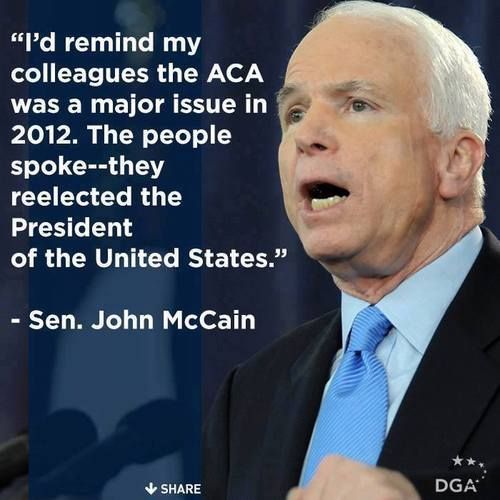 “I’d remind my
colleagues the ACA
was a major issue in
2012. The people
spoke--they
reelected the
President
of the United States.”
- Sen. John McCain
SHARE
DGA